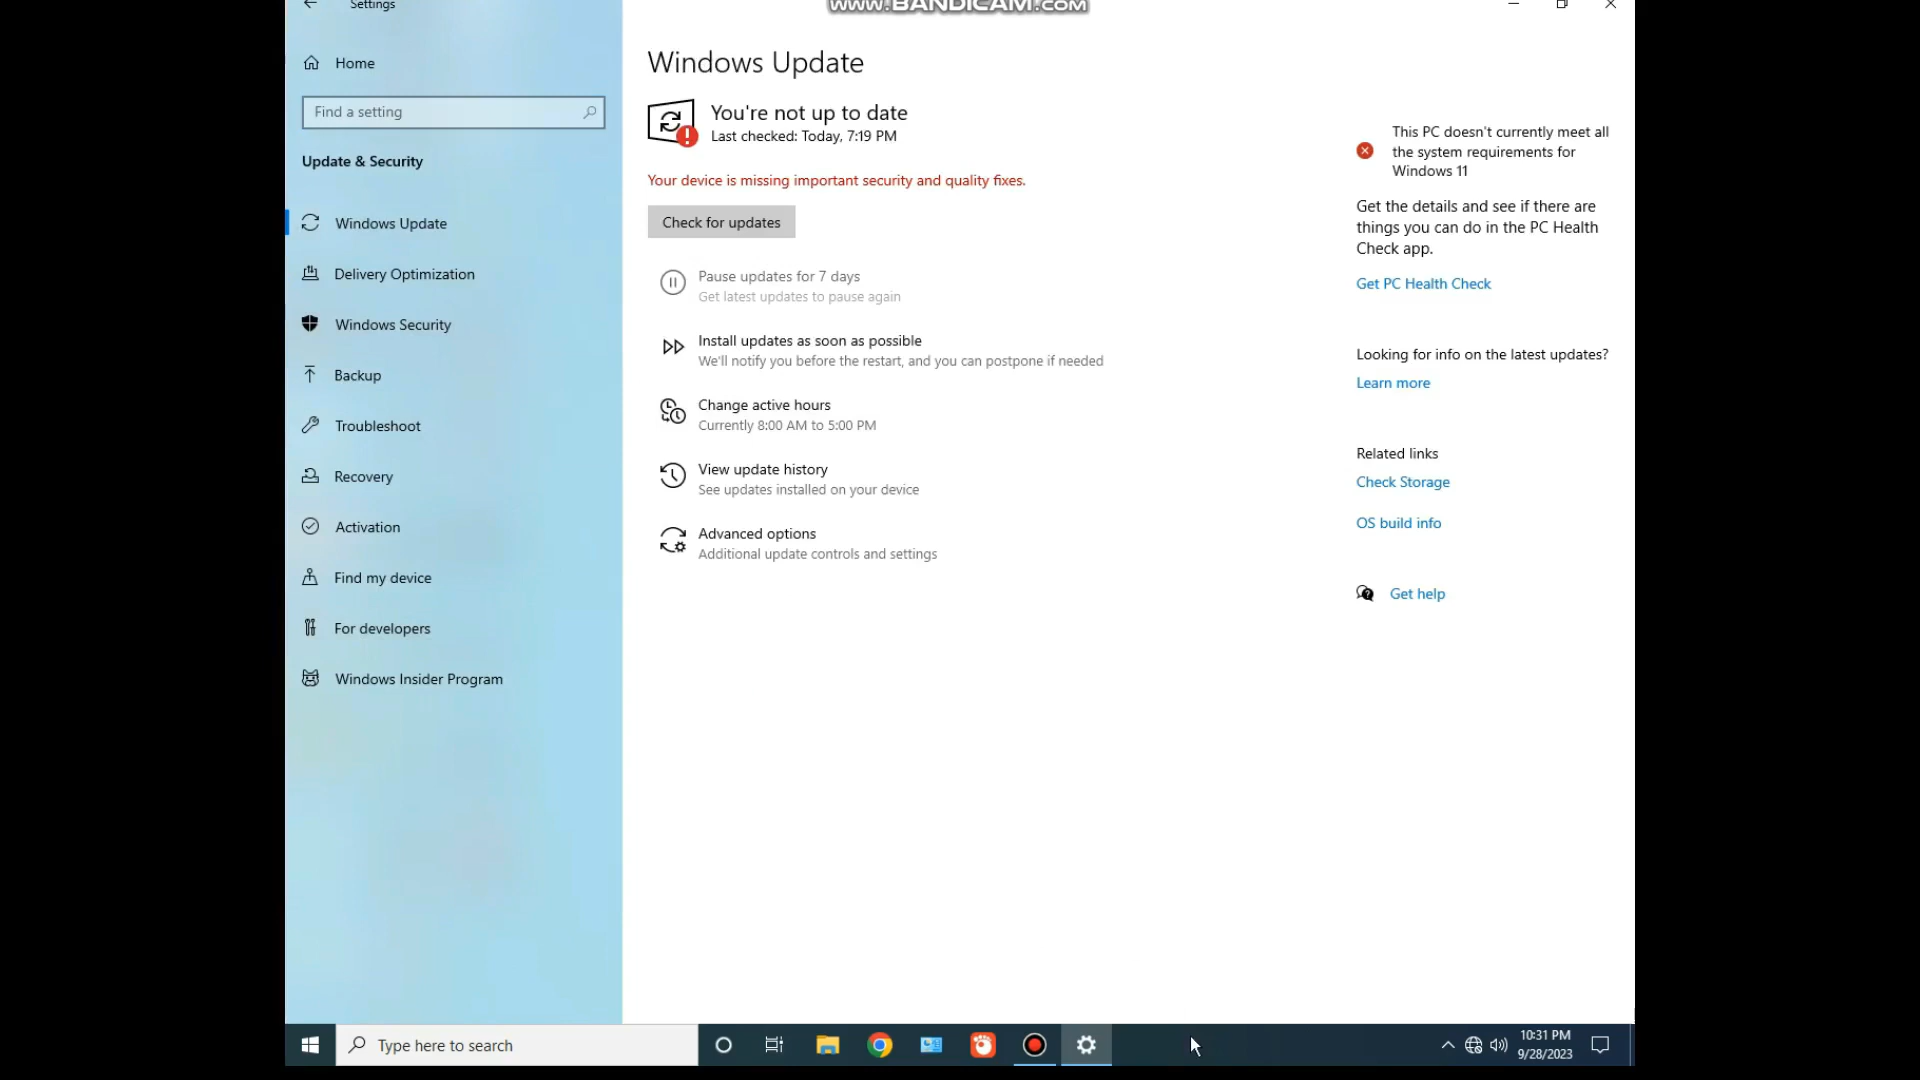 www.BANDICAM.com
Settings
Home
Find a setting
Update & Security
Windows Update
Delivery Optimization
Windows Security
Backup
Troubleshoot
Recovery
Activation
Find my device
For developers
Windows Insider Program
Windows Update
You're not up to date
Last checked: Today, 7:19 PM
Your device is missing important security and quality fixes.
Check for updates
Pause updates for 7 days
Get latest updates to pause again
Install updates as soon as possible
We'll notify you before the restart, and you can postpone if needed
Change active hours
Currently 8:00 AM to 5:00 PM
View update history
See updates installed on your device
Advanced options
Additional update controls and settings
This PC doesn't currently meet all
the system requirements for
Windows 11
Get the details and see if there are
things you can do in the PC Health
Check app.
Get PC Health Check
Looking for info on the latest updates?
Learn more
Related links
Check Storage
OS build info
Get help
Type here to search
10:31 PM
9/28/2023